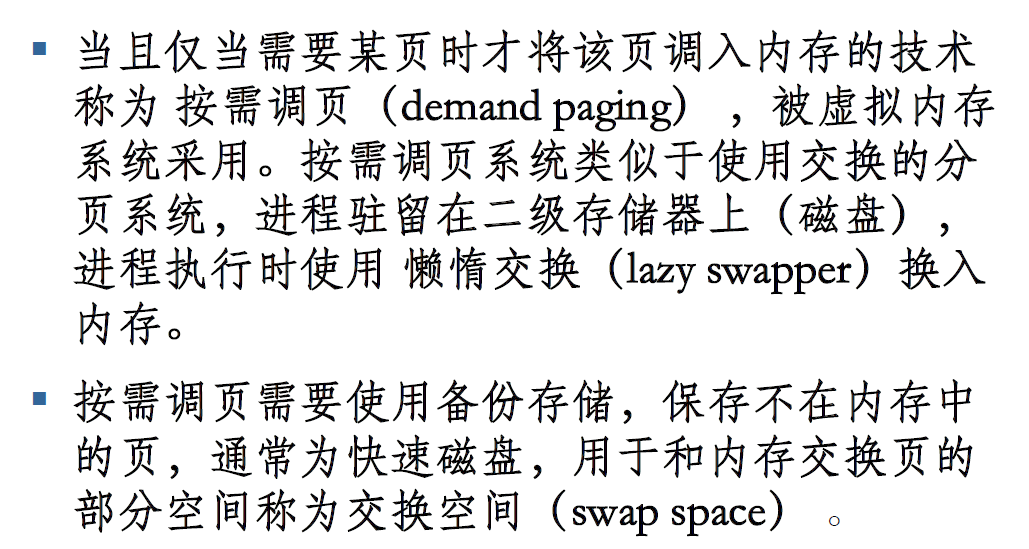 当且仅当需要某页时才将该页调入内存的技术
称为 按需调页（demand paging），被虚拟内存
系统采用。按需调页系统类似于使用交换的分
页系统，进程驻留在二级存储器上（磁盘），
进程执行时使用 懒惰交换（lazy swapper）换入
内存。
按需调页需要使用备份存储，保存不在内存中
的页，通常为快速磁盘，用于和内存交换页的
部分空间称为交换空间（swap space） 。